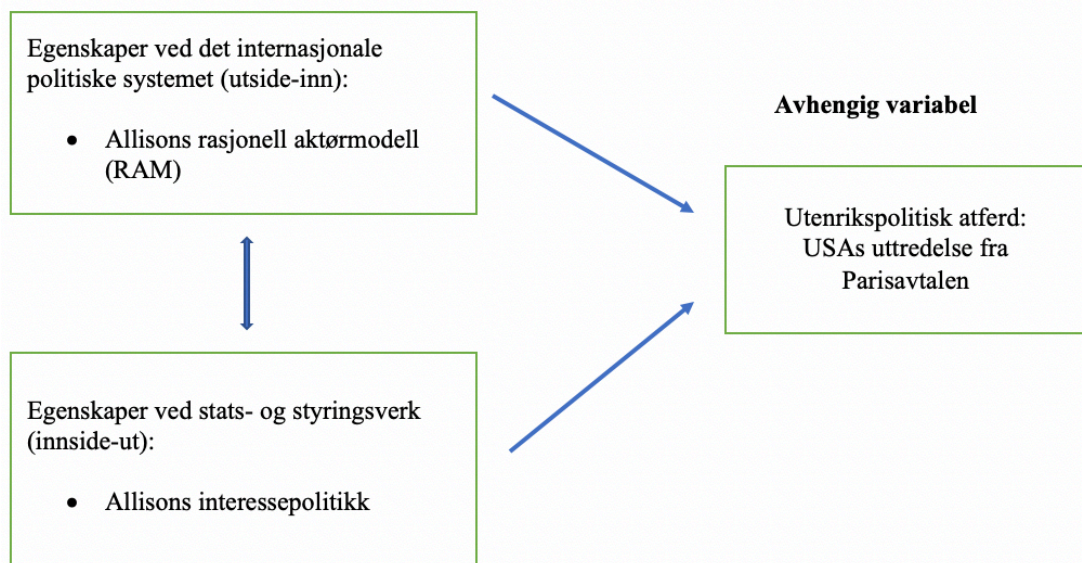 Egenskaper ved det internasjonale
politiske systemet (utside-inn):
• Allisons rasjonell aktørmodell
(RAM)
Avhengig variabel
Utenrikspolitisk atferd:
USAs uttredelse fra
Parisavtalen
Egenskaper ved stats- og styringsverk
(innside-ut):
• Allisons interessepolitikk